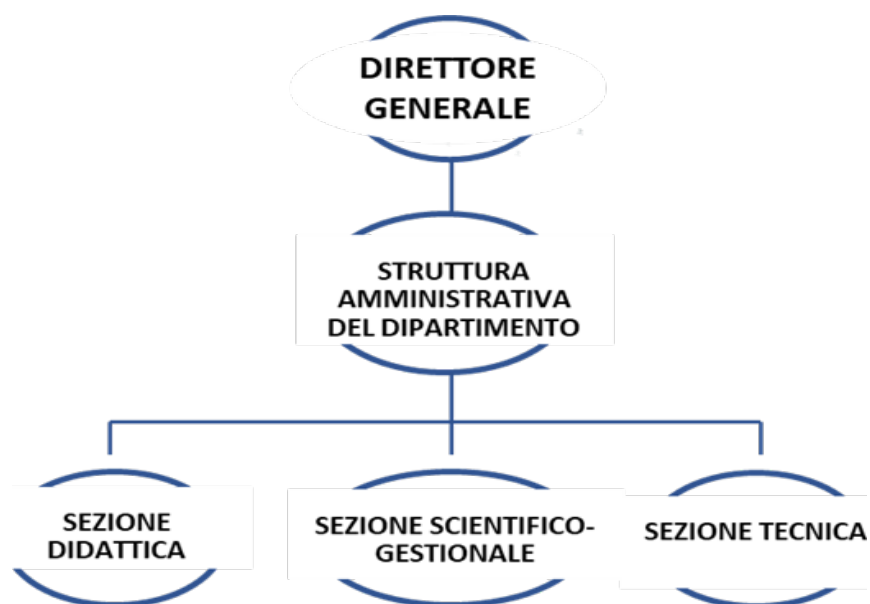 DIRETTORE
GENERALE
STRUTTURA
AMMINISTRATIVA
DEL DIPARTIMENTO
SEZIONE
DIDATTICA
SEZIONE SCIENTIFICO-
GESTIONALE
SEZIONE TECNICA